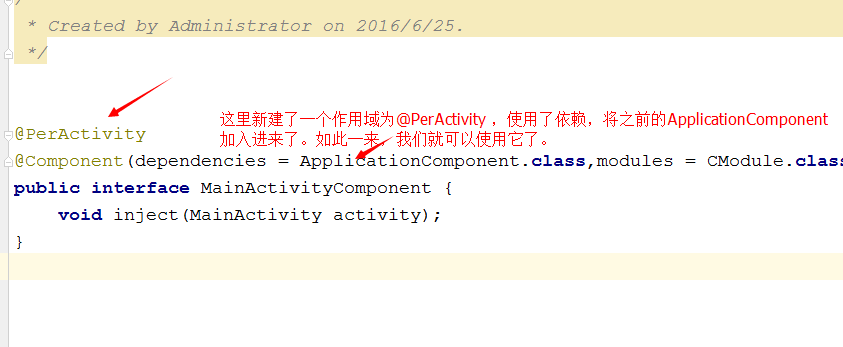 * Created by Administrator on 2016/6/25.
*/
@PerActivity
这里新建了一个作用域为@PerActivity ，使用了依赖，将之前的ApplicationComponent
加入进来了。如此一来，我们就可以使用它了。
@Component(dependencies = ApplicationComponent.class,modules = CModule.class
public interface MainActivityComponent {
void inject(MainActivity activity);
}